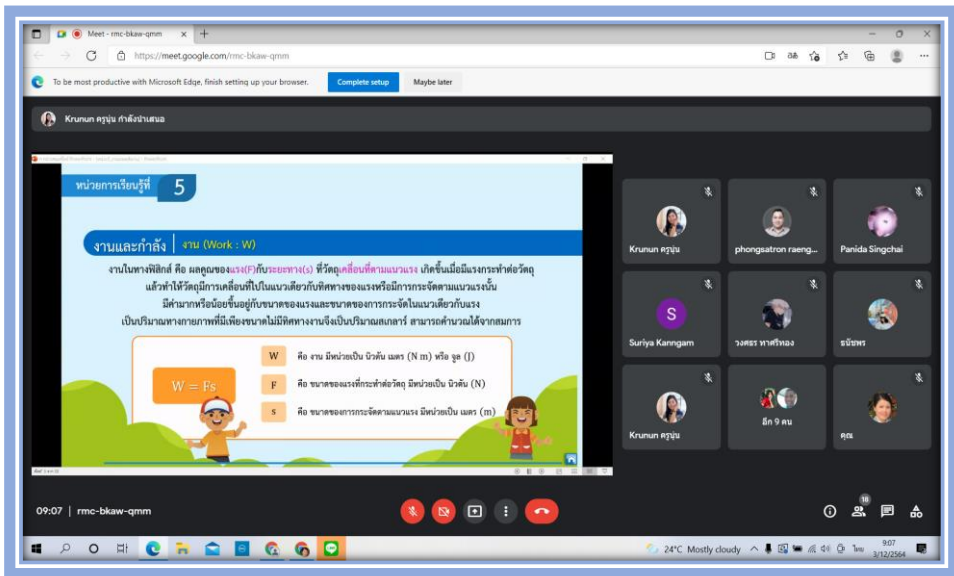 Meet - rmc-bkaw-qmm
https://meet.google.com/rmc-bkaw-qmm
To be most productive with Microsoft Edge, finish setting up your browser.
Complete setup
Maybe later
Krunun ครูนุ่น กำลังนำเสนอ
หน่วยการเรียนรู้ที่ 5
งานและกำลัง งาน (Work : W)
งานในทางฟิสิกส์ คือ ผลคูณของแรง(F)กับระยะทาง(s) ที่วัตถุเคลื่อนที่ตามแนวแรง เกิดขึ้นเมื่อมีแรงกระทำต่อวัตถุ
แล้วทำให้วัตถุมีการเคลื่อนที่ไปในแนวเดียวกับทิศทางของแรงหรือมีการกระจัดตามแนวแรงนั้น
มีค่ามากหรือน้อยขึ้นอยู่กับขนาดของแรงและขนาดของการกระจัดในแนวเดียวกับแรง
เป็นปริมาณทางกายภาพที่มีเพียงขนาดไม่มีทิศทางงานจึงเป็นปริมาณสเกลาร์ สามารถคำนวณได้จากสมการ
W = Fs
W คือ งาน มีหน่วยเป็น นิวตัน เมตร (N m) หรือ จูล (J)
F คือ ขนาดของแรงที่กระทำต่อวัตถุ มีหน่วยเป็น นิวตัน (N)
s คือ ขนาดของการกระจัดตามแนวแรง มีหน่วยเป็น เมตร (m)
Krunun ครูนุ่น
phongsatron raeng...
Panida Singchai
S
Suriya Kanngam
วงศธร ทาศรีทอง
ธนัชพร
Krunun ครูนุ่น
อีก 9 คน
คุณ
09:07 | rmc-bkaw-qmm
18
24°C Mostly cloudy
ไทย
9:07
3/12/2564